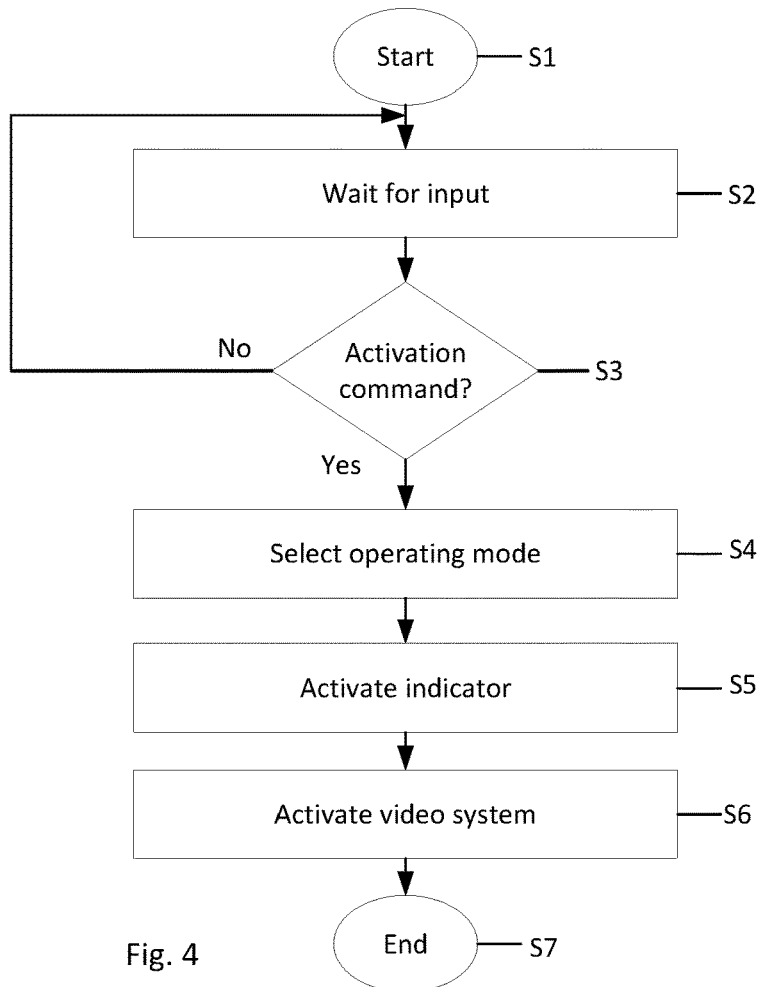 Start
S1
Wait for input
S2
No
Activation
command?
S3
Yes
Select operating mode
S4
Activate indicator
S5
Activate video system
S6
End
S7
Fig. 4